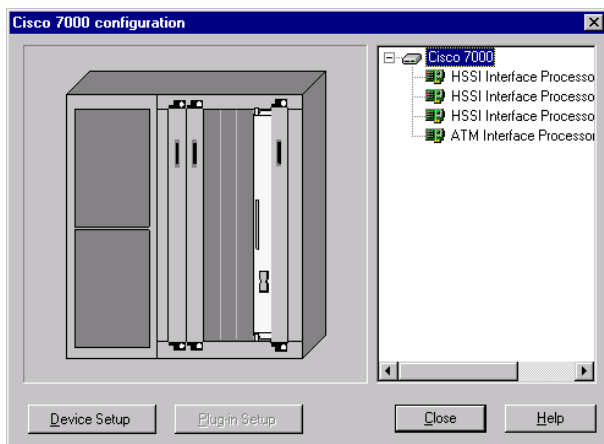 Cisco 7000 configuration
Cisco 7000
HSSI Interface Processo
HSSI Interface Processo
HSSI Interface Processo
ATM Interface Processor
Device Setup
Plug-in Setup
Close
Help